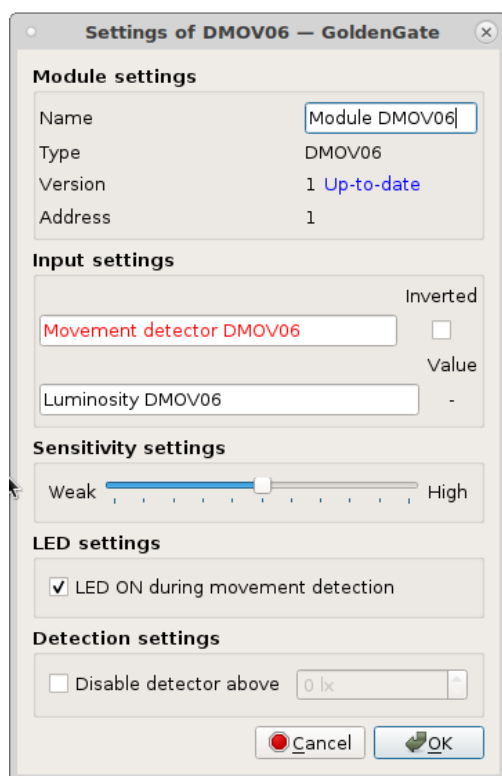 Settings of DMOV06 — GoldenGate
Module settings
Name Module DMOV06
Type DMOV06
Version 1 Up-to-date
Address 1
Input settings
Inverted
Movement detector DMOV06
Value
Luminosity DMOV06 -
Sensitivity settings
Weak High
LED settings
LED ON during movement detection
Detection settings
Disable detector above 0 lx
Cancel OK